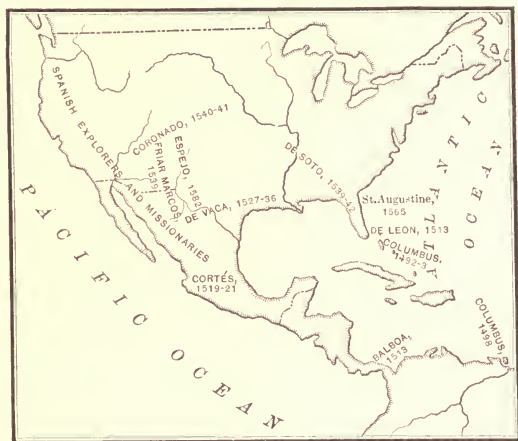 SPANISH EXPLORERS AND MISSIONARIES
CORONADO, 1540-41
ESPEJO, 1582
FRIAR MARCOS,
1539
DE VACA, 1527-36
DE SOTO, 1539-42
St. Augustine,
1565
DE LEON, 1513
COLUMBUS,
1492-3
CORTÉS,
1519-21
BALBOA,
1513
COLUMBUS,
1498
ATLANTIC
OCEAN
PACIFIC OCEAN